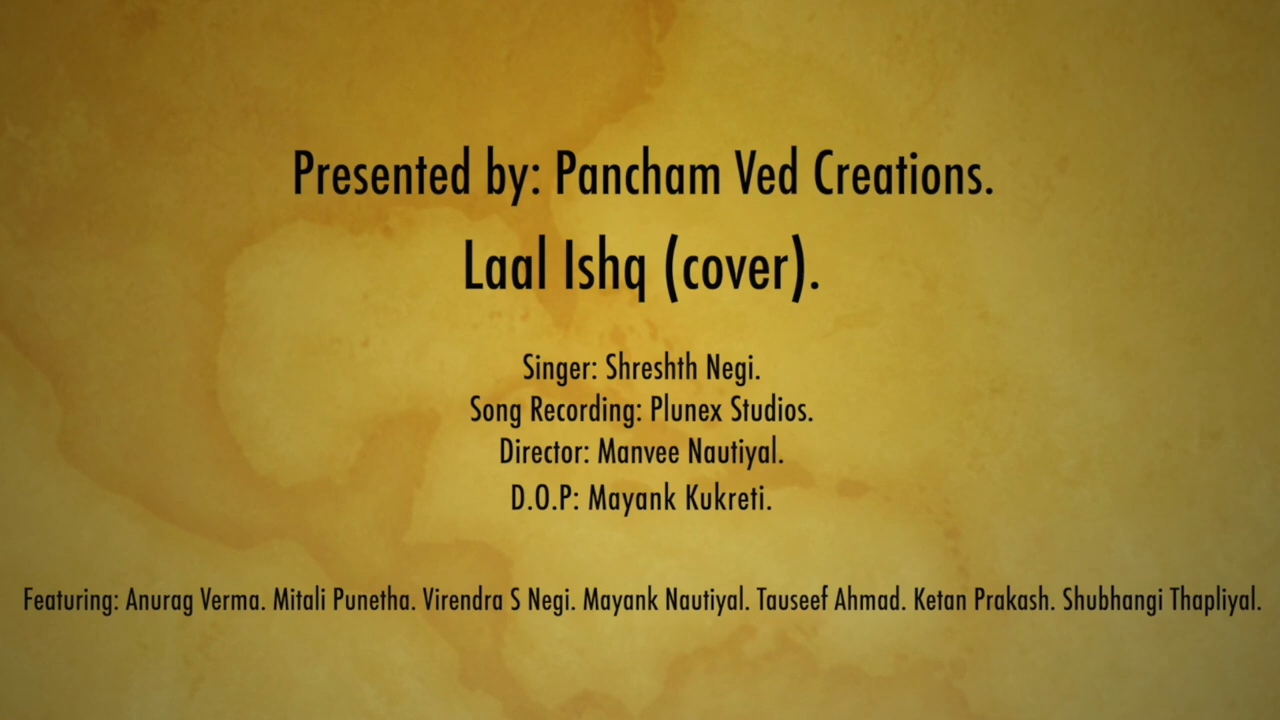 Presented by: Pancham Ved Creations.
Laal Ishq (cover).
Singer: Shreshth Negi.
Song Recording: Plunex Studios.
Director: Manvee Nautiyal.
D.O.P: Mayank Kukreti.
Featuring: Anurag Verma. Mitali Punetha. Virendra S Negi. Mayank Nautiyal. Tauseef Ahmad. Ketan Prakash. Shubhangi Thapliyal.